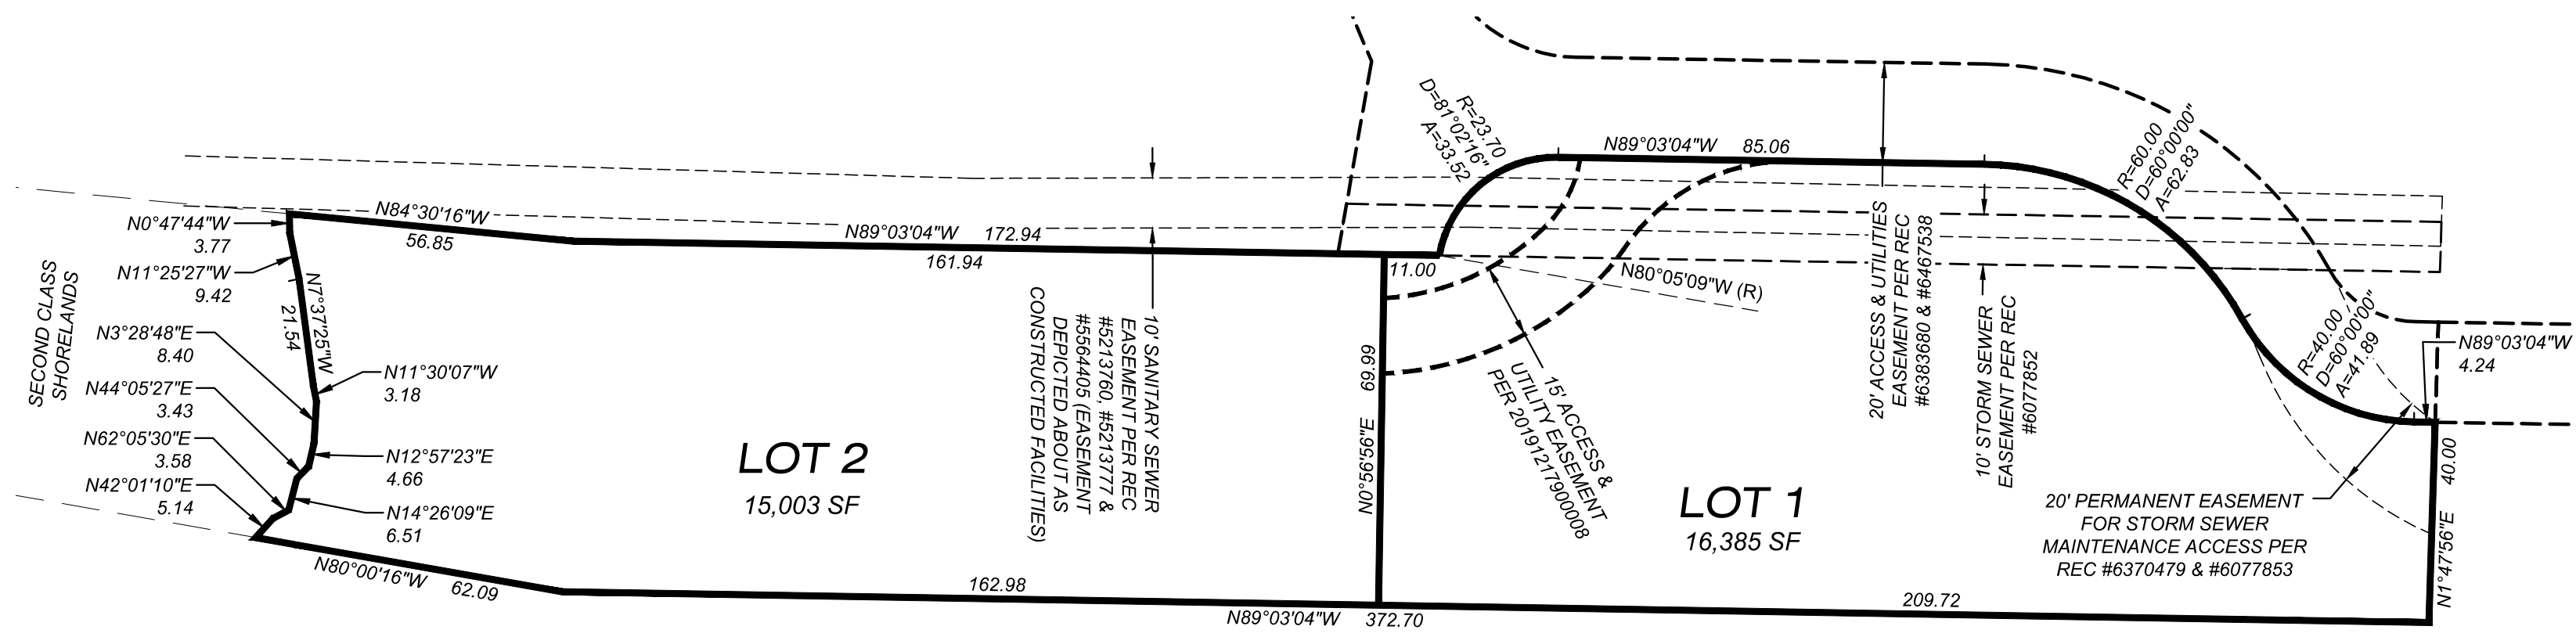 N0°47'44"W
3.77
N11°25'27"W
9.42
N3°28'48"E
8.40
N44°05'27"E
3.43
N62°05'30"E
3.58
N42°01'10"E
5.14
SECOND CLASS
SHORELANDS
N84°30'16"W
56.85
N7°37'25"W
21.54
N11°30'07"W
3.18
N12°57'23"E
4.66
N14°26'09"E
6.51
N80°00'16"W
62.09
N89°03'04"W 172.94
161.94
11.00
LOT 2
15,003 SF
162.98
N89°03'04"W 372.70
10' SANITARY SEWER
EASEMENT PER REC
#5213760, #5213777 &
#5564405 (EASEMENT
DEPICTED ABOUT AS
CONSTRUCTED FACILITIES)
N0°56'56"E 69.99
R=23.70
D=81°02'16"
A=33.52
N89°03'04"W 85.06
N80°05'09"W (R)
15' ACCESS &
UTILITY EASEMENT
PER 20191217900008
20' ACCESS & UTILITIES
EASEMENT PER REC
#6383680 & #6467538
10' STORM SEWER
EASEMENT PER REC
#6077852
R=60.00
D=60°00'00"
A=62.83
R=40.00
D=60°00'00"
A=41.89
N89°03'04"W
4.24
LOT 1
16,385 SF
20' PERMANENT EASEMENT
FOR STORM SEWER
MAINTENANCE ACCESS PER
REC #6370479 & #6077853
N1°47'56"E 40.00
209.72